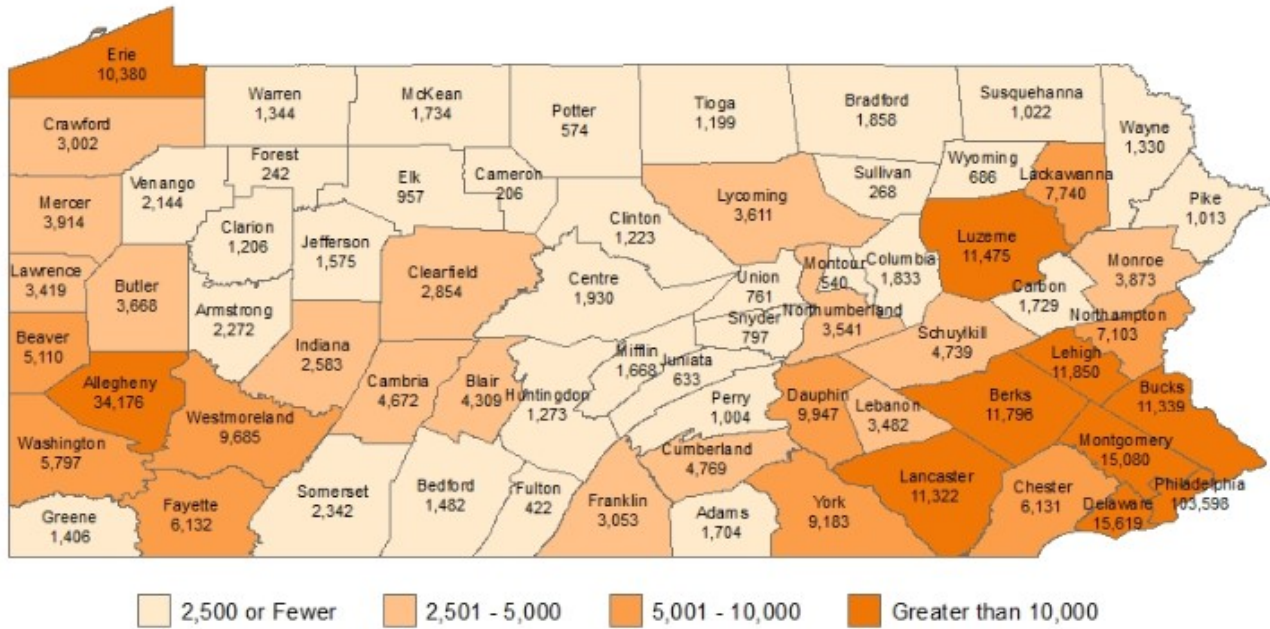 Erie
10,380
Warren
1,344
McKean
1,734
Potter
574
Tioga
1,199
Bradford
1,858
Susquehanna
1,022
Wayne
1,330
Crawford
3,002
Forest
242
Elk
957
Cameron
206
Sullivan
268
Wyoming
686
Lackawanna
7,740
Pike
1,013
Venango
2,144
Mercer
3,914
Clarion
1,206
Jefferson
1,575
Clinton
1,223
Lycoming
3,611
Luzerne
11,475
Lawrence
3,419
Butler
3,668
Clearfield
2,854
Centre
1,930
Union
761
Montour
540
Columbia
1,833
Carbon
1,729
Monroe
3,873
Armstrong
2,272
Northumberland
3,541
Snyder
797
Schuylkill
4,739
Northampton
7,103
Beaver
5,110
Indiana
2,583
Mifflin
1,668
Juniata
633
Lehigh
11,850
Allegheny
34,176
Cambria
4,672
Blair
4,309
Huntingdon
1,273
Perry
1,004
Dauphin
9,947
Lebanon
3,482
Berks
11,796
Bucks
11,339
Westmoreland
9,685
Washington
5,797
Cumberland
4,769
Montgomery
15,080
Lancaster
11,322
Chester
6,131
Philadelphia
103,598
Delaware
15,619
Greene
1,406
Fayette
6,132
Somerset
2,342
Bedford
1,482
Fulton
422
Franklin
3,053
Adams
1,704
York
9,183
2,500 or Fewer
2,501 - 5,000
5,001 - 10,000
Greater than 10,000